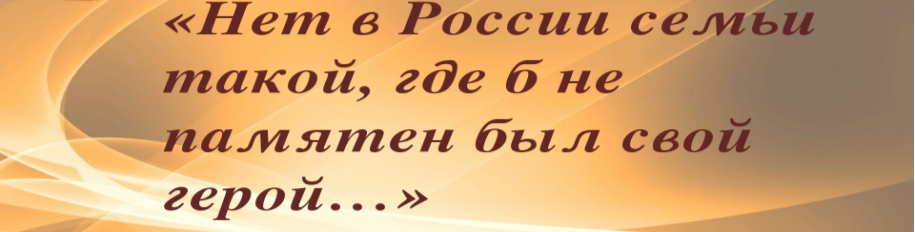 «Нет в России семьи
такой, где б не
памятен был свой
герой...»